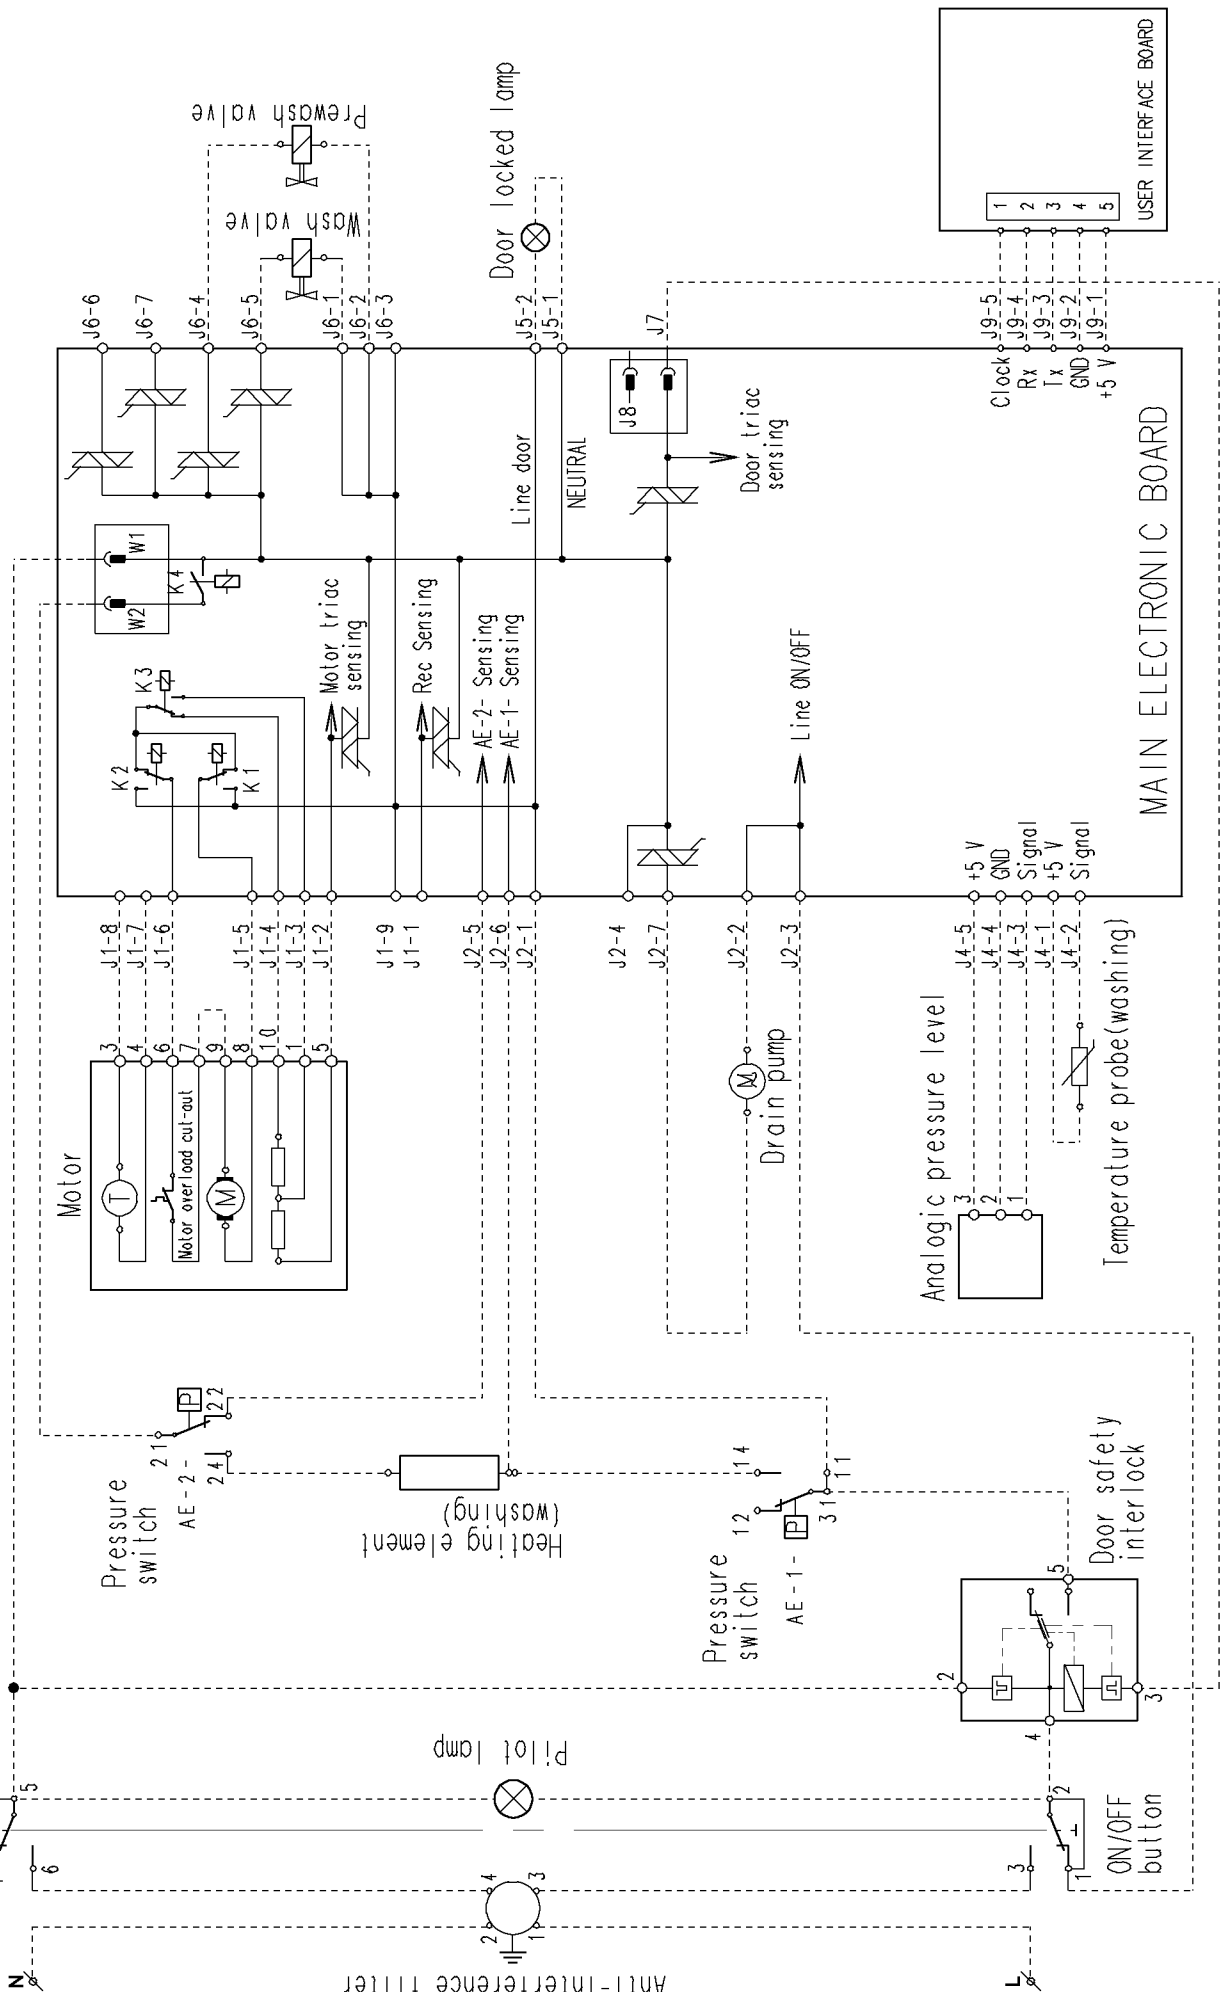 Prewash valve
Wash valve
Door locked lamp
USER INTERFACE BOARD
1
2
3
4
5
J6-6
J6-7
J6-4
J6-5
J6-1
J6-2
J6-3
J5-2
J5-1
J7
J9-5
J9-4
J9-3
J9-2
J9-1
Clock
Rx
Tx
GND
+5 V
J8
Line door
NEUTRAL
Door triac
sensing
W1
W2
K4
K3
K2
K1
Motor triac
sensing
Rec Sensing
AE-2- Sensing
AE-1- Sensing
Line ON/OFF
MAIN ELECTRONIC BOARD
+5 V
GND
Signal
+5 V
Signal
J1-8
J1-7
J1-6
J1-5
J1-4
J1-3
J1-2
J1-9
J1-1
J2-5
J2-6
J2-1
J2-4
J2-7
J2-2
J2-3
J4-5
J4-4
J4-3
J4-1
J4-2
3
4
6
7
9
8
10
1
5
Motor
T
Motor overload cut-out
M
M
Drain pump
Analogic pressure level
3
2
1
Temperature probe(washing)
Pressure
switch
AE-2-
P
21
22
24
Heating element
(washing)
Pressure
switch
AE-1-
P
14
12
11
31
Door safety
interlock
2
5
4
3
Pilot lamp
5
6
ON/OFF
button
2
3
1
4
3
2
1
N
L
Anti-interference filter